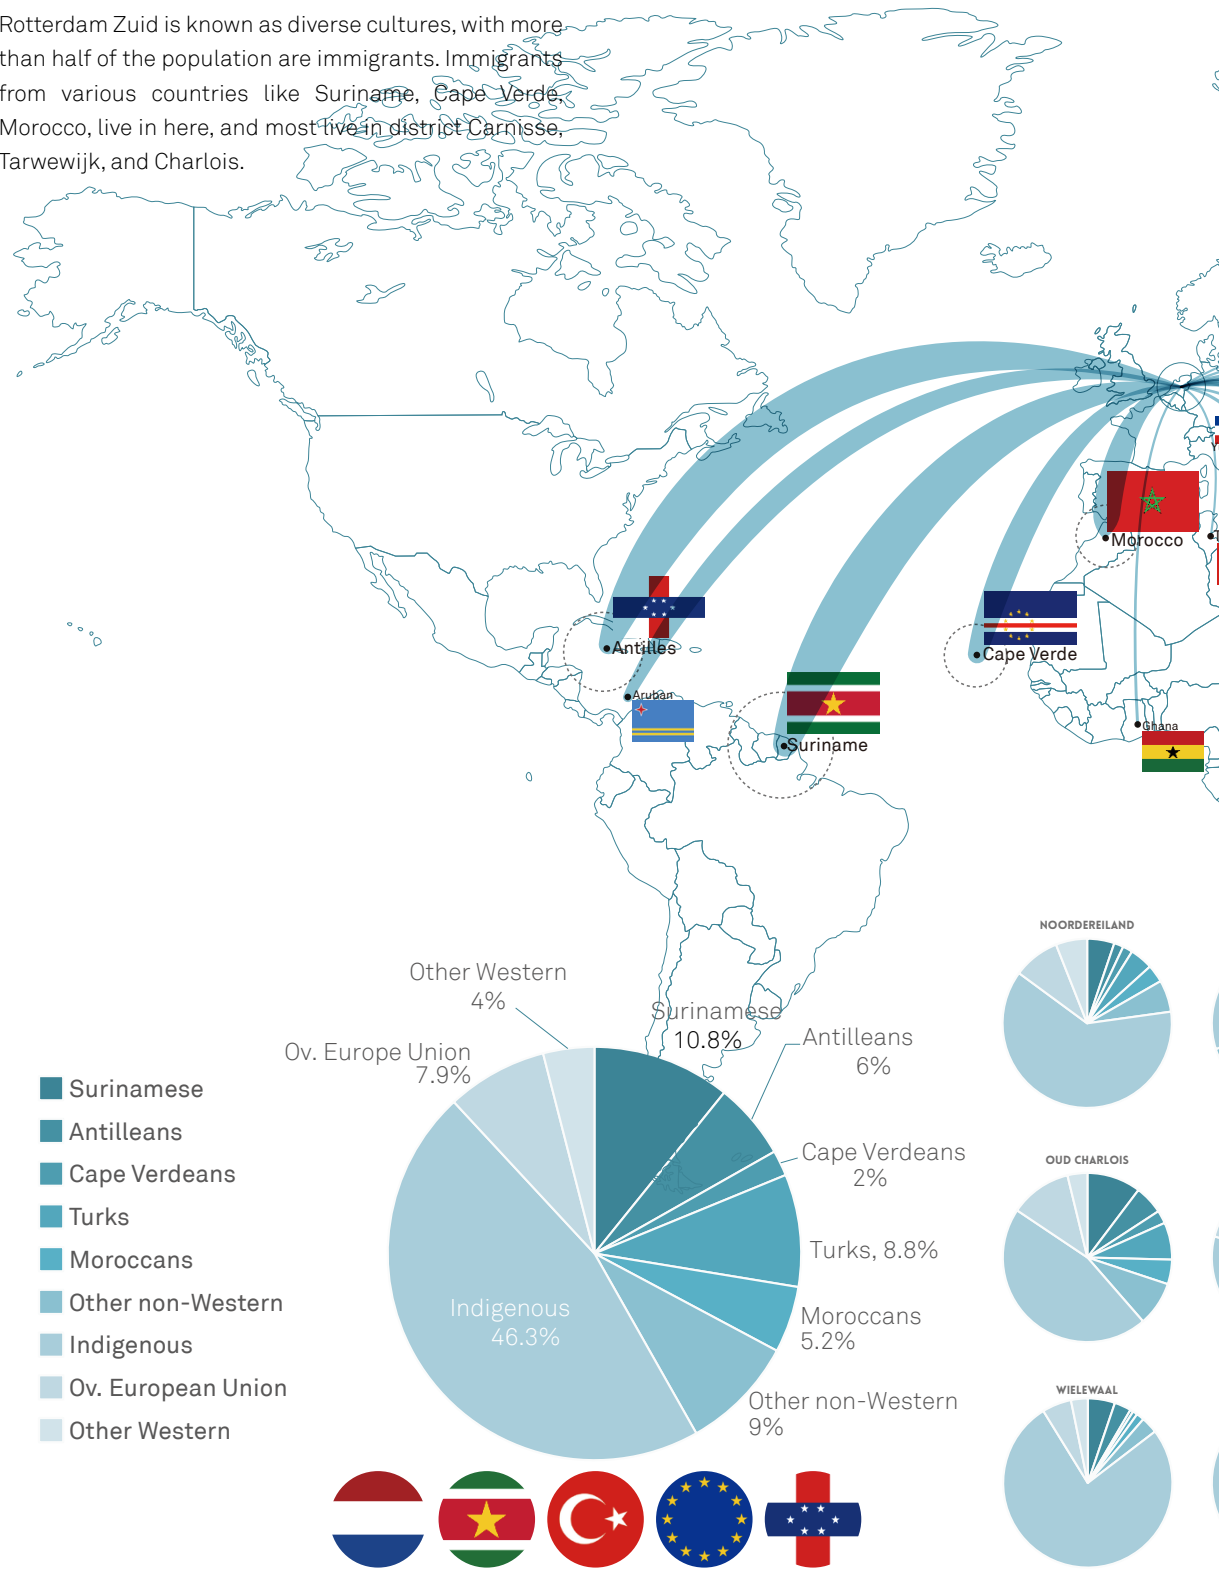 Rotterdam Zuid is known as diverse cultures, with more
than half of the population are immigrants. Immigrants
from various countries like Suriname, Cape Verde,
Morocco, live in here, and most live in district Carnisse,
Tarwewijk, and Charlois.
Morocco
Antilles
Cape Verde
Aruban
Ghana
Suriname
NOORDEREILAND
Other Western
4%
Surinamese
10.8%
Antilleans
6%
Ov. Europe Union
7.9%
Cape Verdeans
2%
OUD CHARLOIS
Turks, 8.8%
Indigenous
46.3%
Moroccans
5.2%
Other non-Western
9%
WIELEWAAL
Surinamese
Antilleans
Cape Verdeans
Turks
Moroccans
Other non-Western
Indigenous
Ov. European Union
Other Western